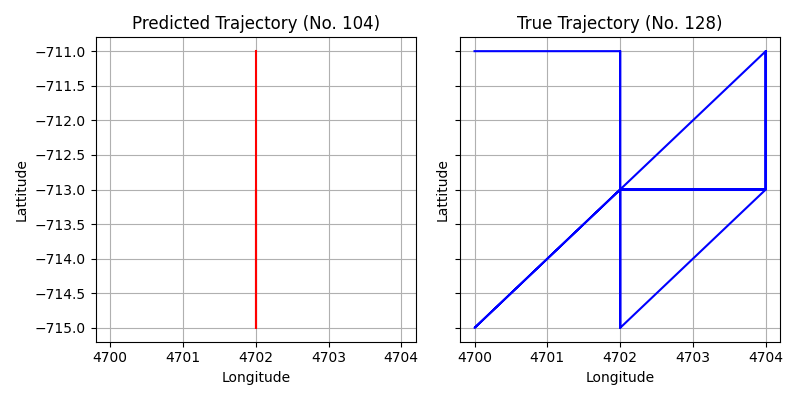 Predicted Trajectory (No. 104)
Lattitude
−711.0
−711.5
−712.0
−712.5
−713.0
−713.5
−714.0
−714.5
−715.0
4700 4701 4702 4703 4704
Longitude
True Trajectory (No. 128)
Lattitude
4700 4701 4702 4703 4704
Longitude